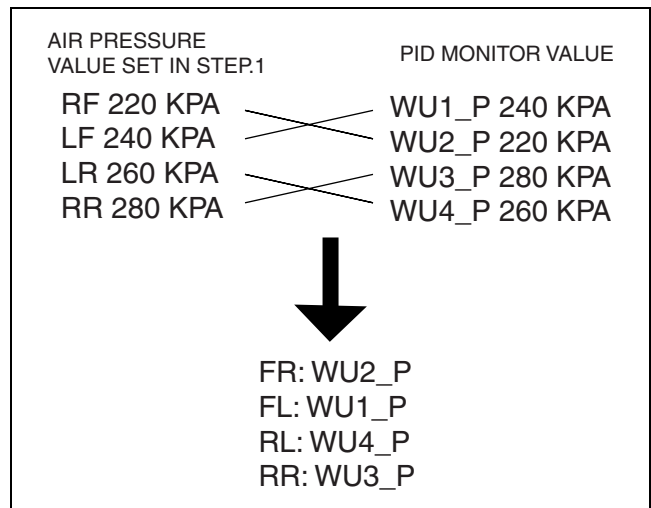 AIR PRESSURE
VALUE SET IN STEP.1
PID MONITOR VALUE
RF 220 KPA
LF 240 KPA
LR 260 KPA
RR 280 KPA
WU1_P 240 KPA
WU2_P 220 KPA
WU3_P 280 KPA
WU4_P 260 KPA
FR: WU2_P
FL: WU1_P
RL: WU4_P
RR: WU3_P